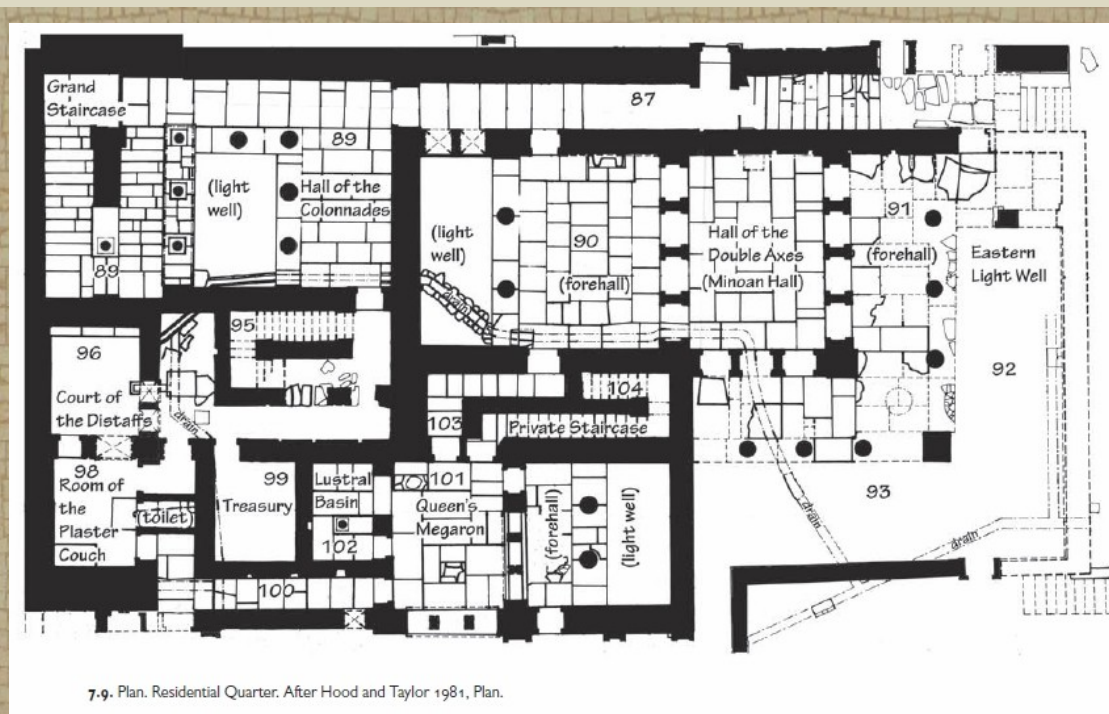 Grand
Staircase
87
89
(light
well)
Hall of the
Colonnades
89
(light
well)
drain
90
(forehall)
Hall of the
Double Axes
(Minoan Hall)
91
(forehall)
Eastern
Light Well
92
95
96
Court of
the Distaffs
drain
104
103
Private Staircase
98
Room of
the
Plaster
Couch
(toilet)
99
Treasury
Lustral
Basin
102
101
Queen's
Megaron
(forehall)
(light well)
93
drain
drain
100
7.9. Plan. Residential Quarter. After Hood and Taylor 1981, Plan.